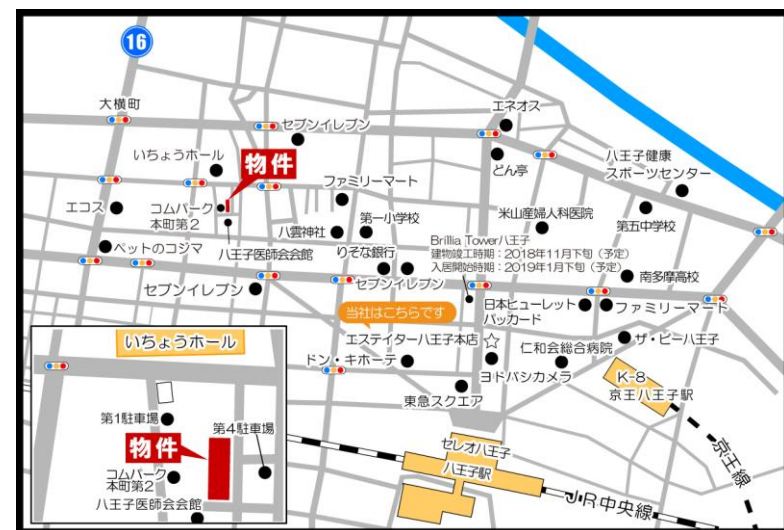 16
大横町
セブンイレブン
エネオス
いちょうホール
物件
どん亭
八王子健康
スポーツセンター
ファミリーマート
エコス
コムパーク
本町第2
八雲神社
第一小学校
米山産婦人科医院
第五中学校
ペットのコジマ
八王子医師会会館
りそな銀行
Brillia Tower八王子
建物竣工時期：2018年11月下旬（予定）
入居開始時期：2019年1月下旬（予定）
南多摩高校
セブンイレブン
セブンイレブン
当社はこちらです
日本ヒューレット
パッカード
ファミリーマート
エステイター八王子本店
ザ・ビー八王子
仁和会総合病院
ドン・キホーテ
ヨドバシカメラ
東急スクエア
K-8
京王八王子駅
京王線
セレオ八王子
八王子駅
JR中央線
いちょうホール
第1駐車場
第4駐車場
物件
コムパーク
本町第2
八王子医師会会館